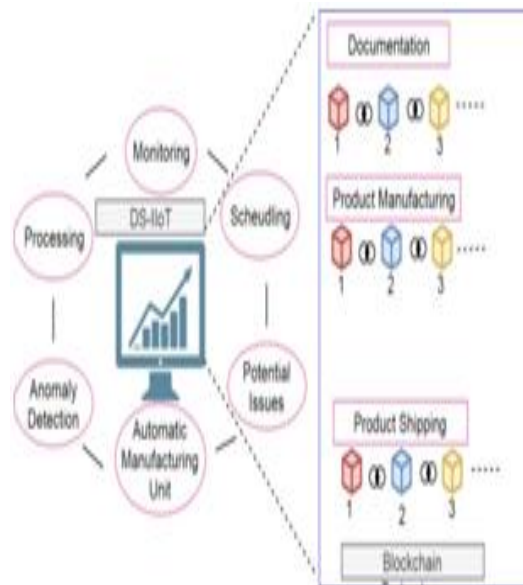 Monitoring
DS-IIoT
Scheudling
Processing
Anomaly
Detection
Potential
Issues
Automatic
Manufacturing
Unit
Documentation
1 2 3
Product Manufacturing
1 2 3
Product Shipping
1 2 3
Blockchain